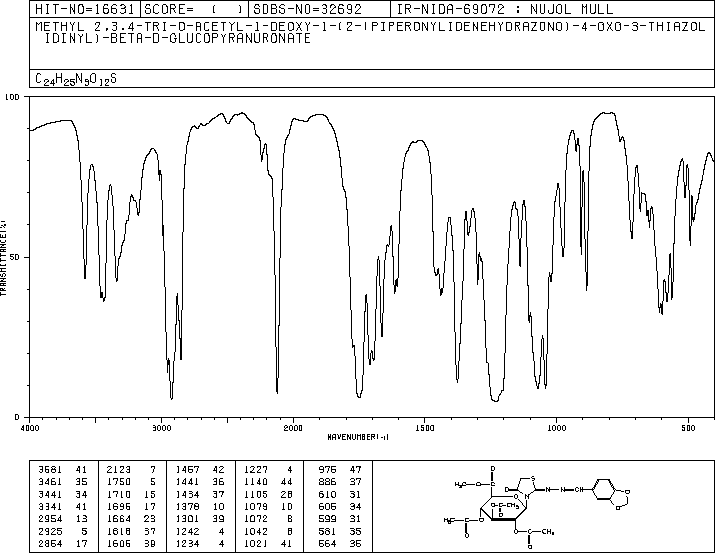 HIT-NO=16631 SCORE= ( ) SDBS-NO=32692 IR-NIDA-69072 : NUJOL MULL
METHYL 2,3,4-TRI-O-ACETYL-1-DEOXY-1-(2-(PIPERONYLIDENEHYDRAZONO)-4-OXO-3-THIAZOL
IDINYL)-BETA-D-GLUCOPYRANURONATE
C24H25N3O12S
100
50
0
TRANSMITTANCE(%)
4000 3000 2000 1500 1000 500
WAVENUMBER(-1)
3581 41 2123 7 1467 42 1227 4 976 47
3461 35 1750 5 1441 36 1140 44 886 37
3441 34 1710 15 1434 37 1105 28 610 31
3341 41 1695 17 1378 10 1079 10 605 34
2954 13 1664 23 1301 39 1072 8 599 31
2925 5 1618 37 1242 4 1042 8 581 35
2854 17 1606 39 1234 4 1021 41 564 35